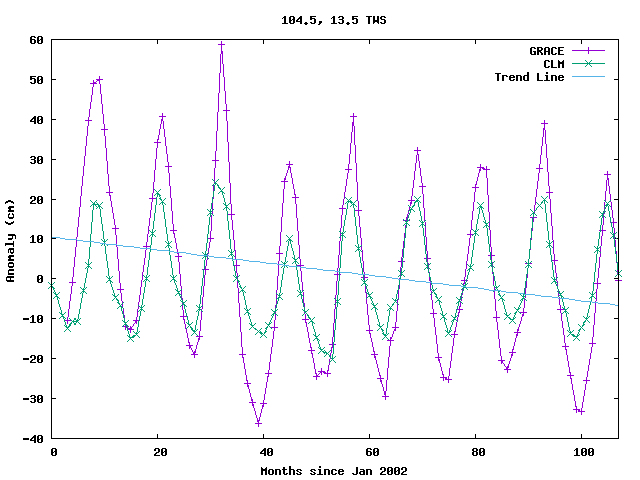 104.5, 13.5 TWS
GRACE
CLM
Trend Line
60
50
40
30
20
10
0
-10
-20
-30
-40
Anomaly (cm)
0 20 40 60 80 100
Months since Jan 2002